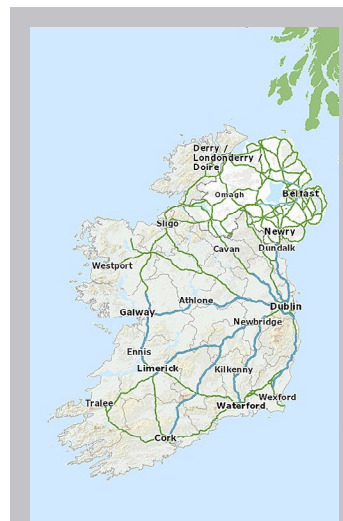 Derry /
Londonderry /
Doire
Omagh
Belfast
Sligo
Newry
Cavan
Dundalk
Westport
Athlone
Dublin
Galway
Newbridge
Ennis
Limerick
Kilkenny
Tralee
Waterford
Wexford
Cork